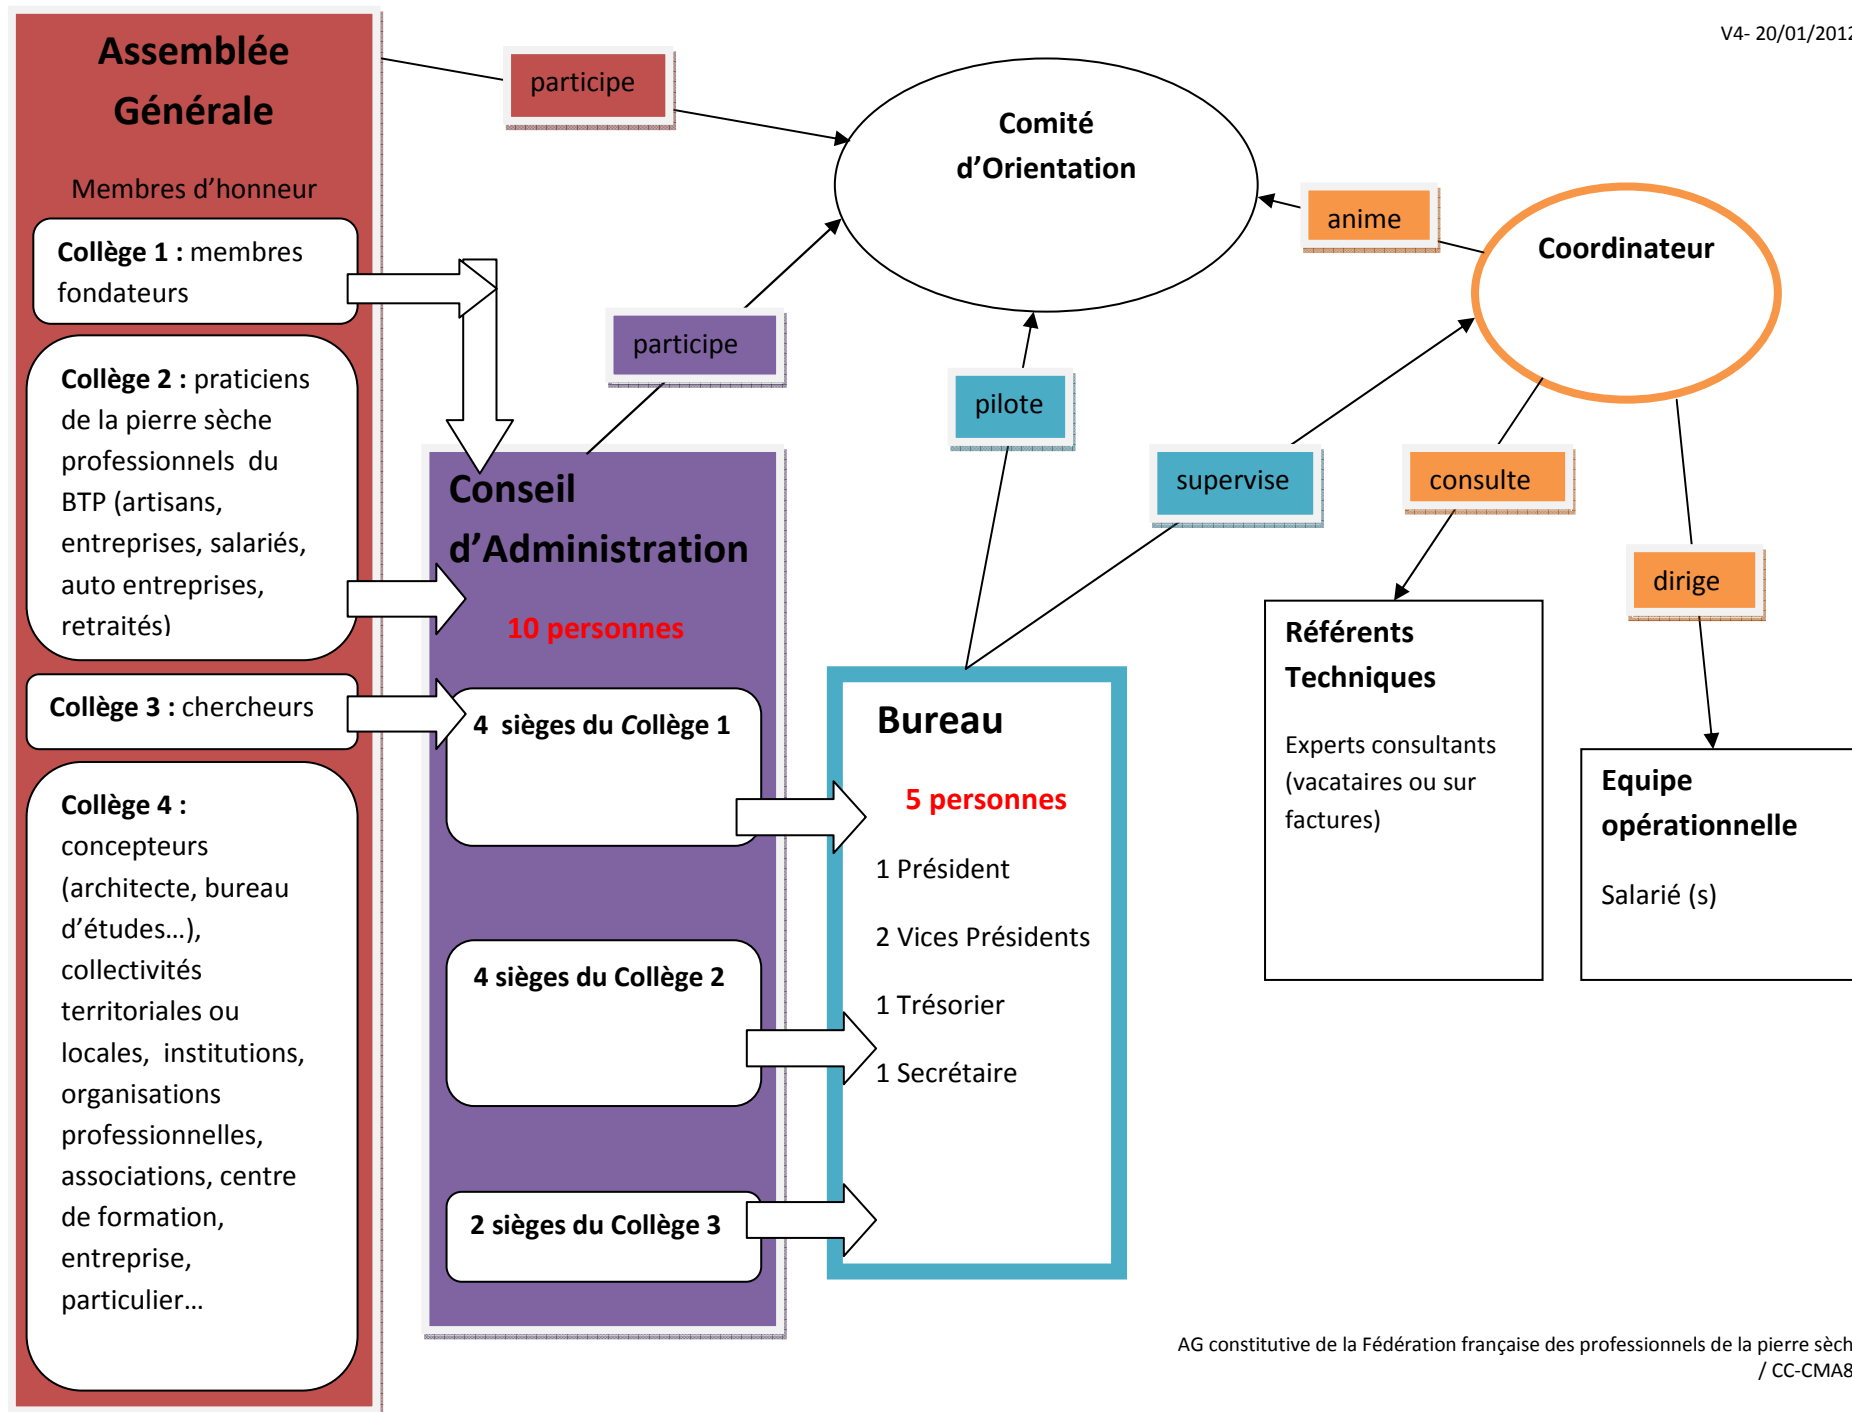 V4- 20/01/2012
Assemblée
Générale
Membres d’honneur
Collège 1 : membres
fondateurs
Collège 2 : praticiens
de la pierre sèche
professionnels du
BTP (artisans,
entreprises, salariés,
auto entreprises,
retraités)
Collège 3 : chercheurs
Collège 4 :
concepteurs
(architecte, bureau
d’études…),
collectivités
territoriales ou
locales, institutions,
organisations
professionnelles,
associations, centre
de formation,
entreprise,
particulier…
participe
participe
Comité
d’Orientation
pilote
anime
Coordinateur
supervise
consulte
dirige
Conseil
d’Administration
10 personnes
4 sièges du Collège 1
4 sièges du Collège 2
2 sièges du Collège 3
Bureau
5 personnes
1 Président
2 Vices Présidents
1 Trésorier
1 Secrétaire
Référents
Techniques
Experts consultants
(vacataires ou sur
factures)
Equipe
opérationnelle
Salarié (s)
AG constitutive de la Fédération française des professionnels de la pierre sèch
/ CC-CMA8